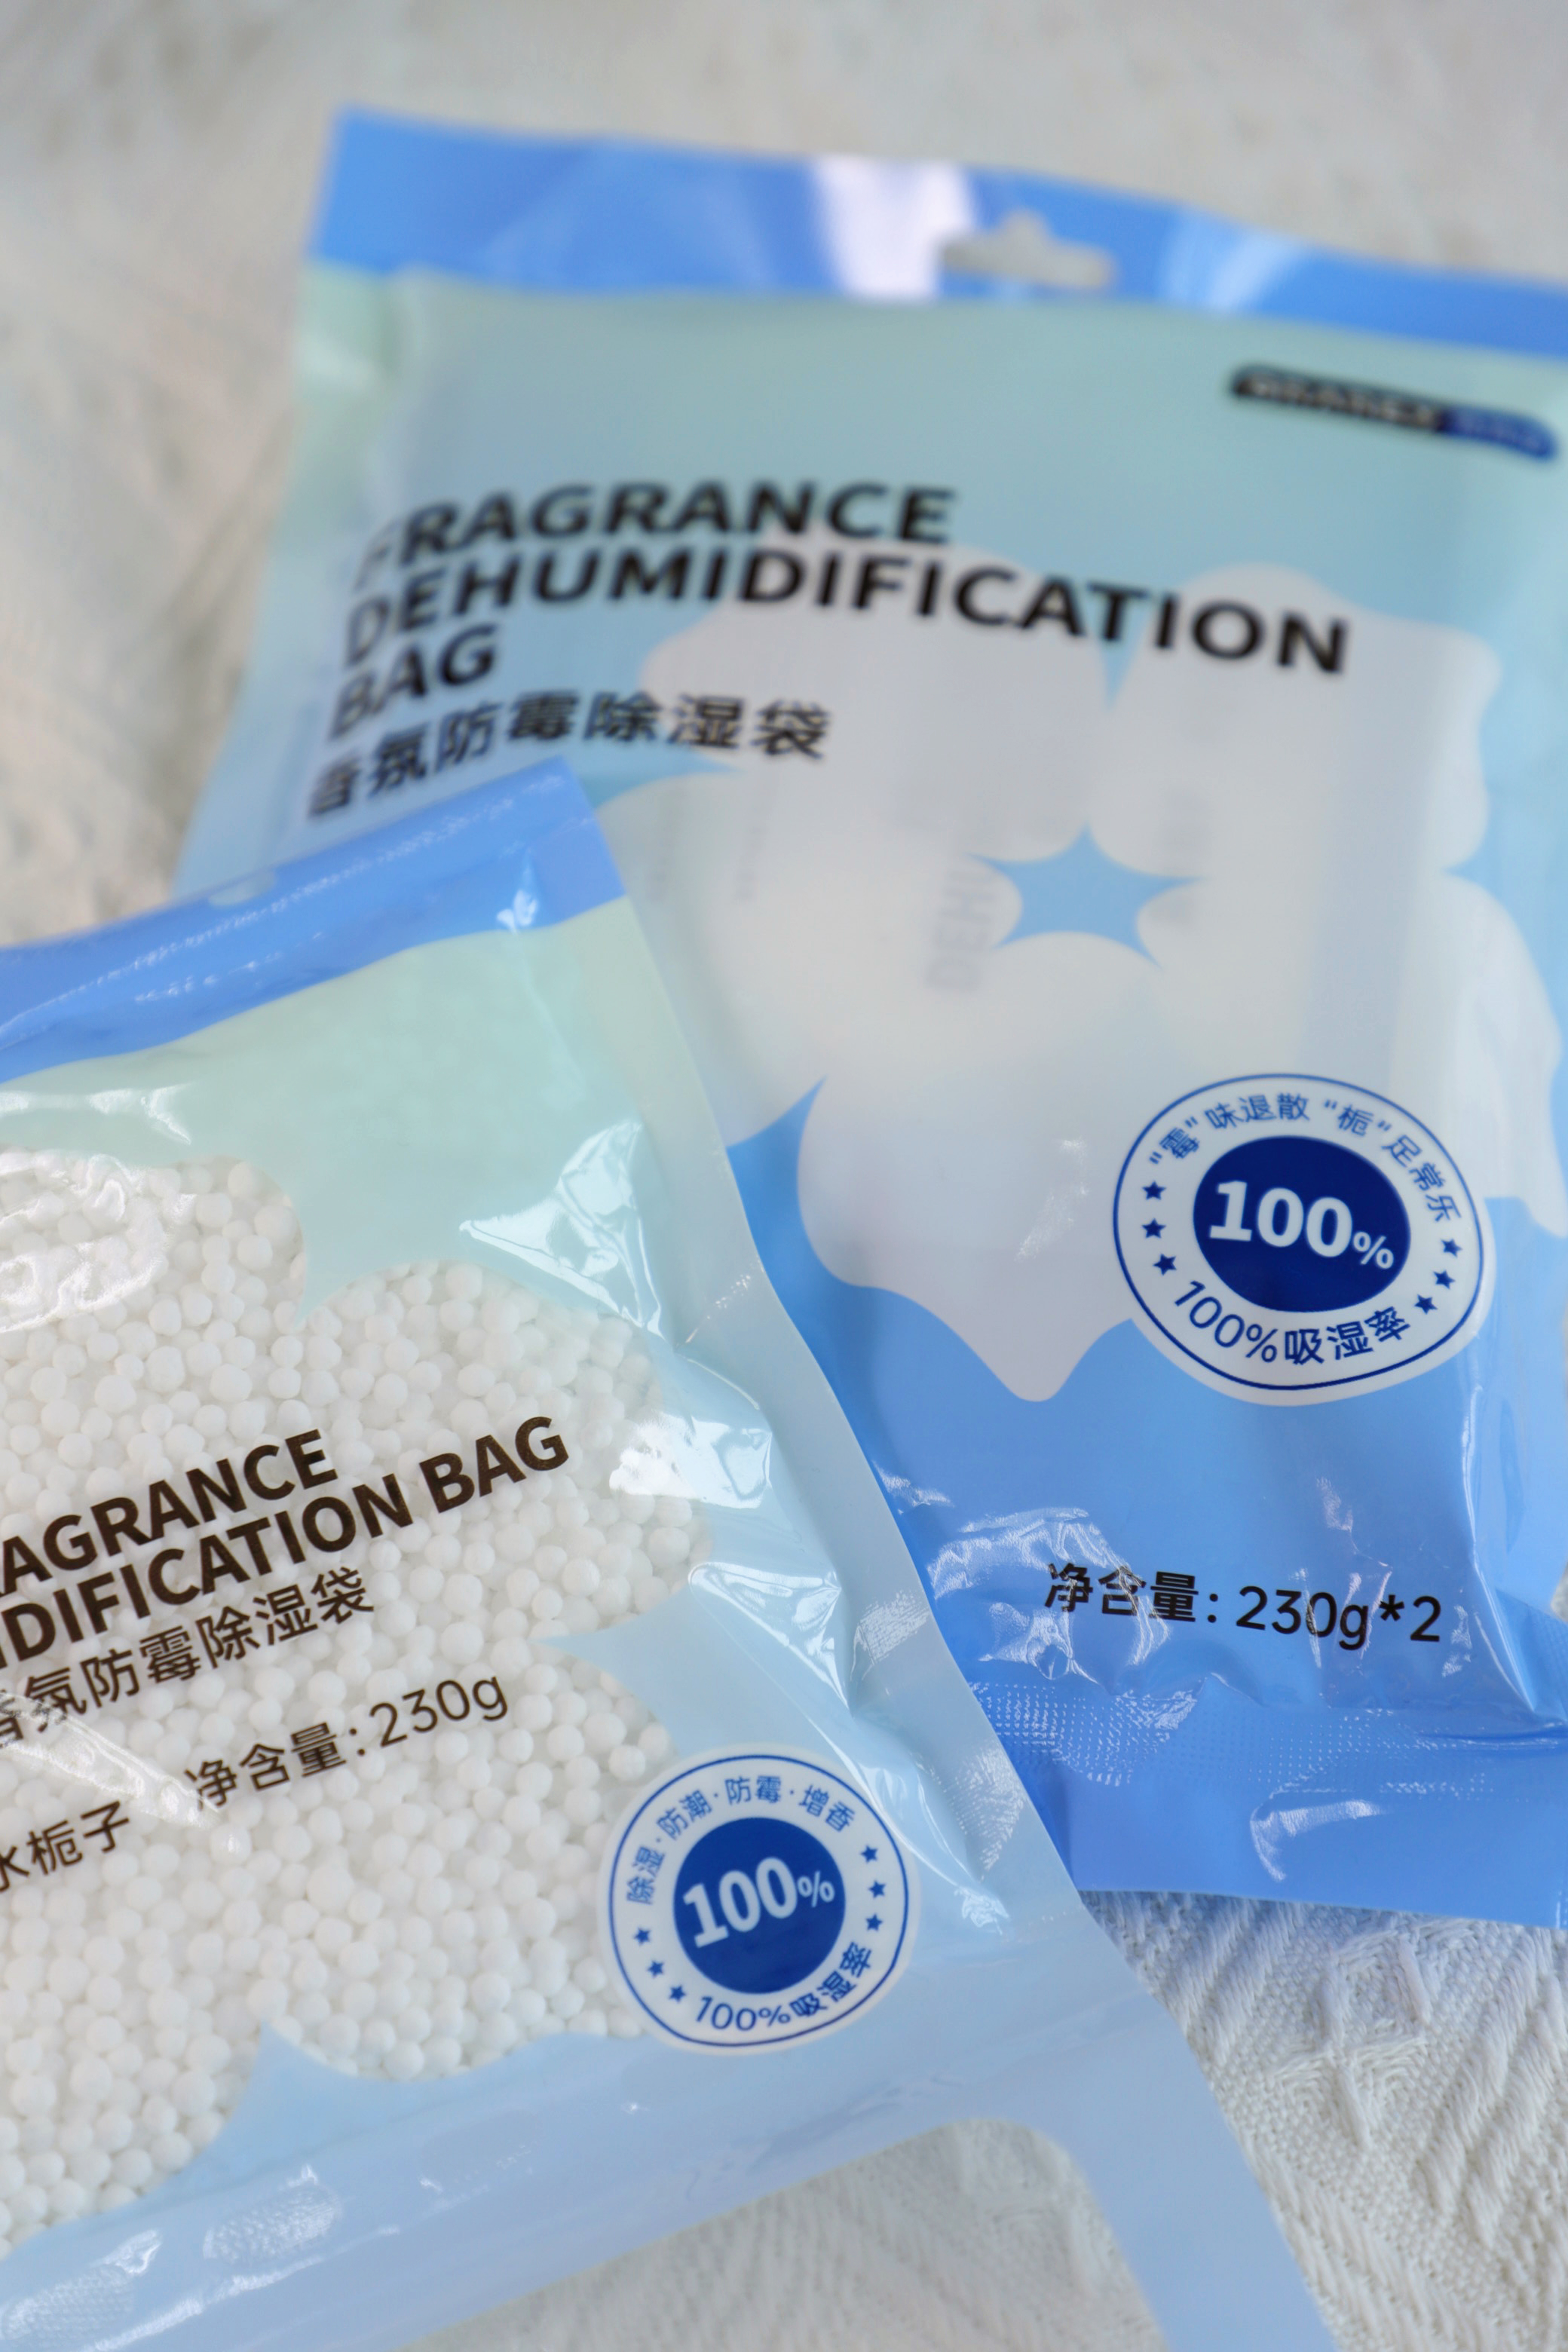 FRAGRANCE
DEHUMIDIFICATION
BAG
香氛防霉除湿袋
DEHU
"霉"味退散 "栀"足常乐
100%
100%吸湿率
净含量: 230g*2
AGRANCE
IDIFICATION BAG
香氛防霉除湿袋
净含量: 230g
水栀子
除湿·防潮·防霉·增香
100%
100%吸湿率